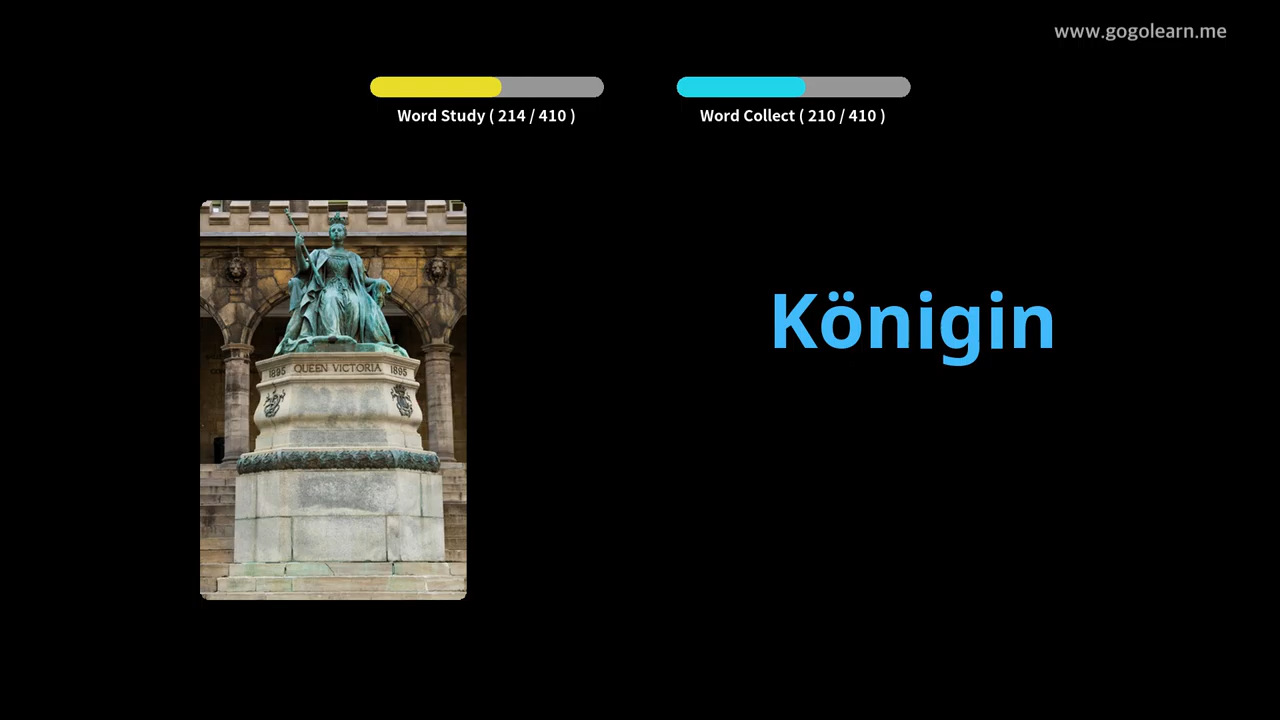 www.gogolearn.me
Word Study ( 214 / 410 )
Word Collect ( 210 / 410 )
Königin
1895 QUEEN VICTORIA 1895